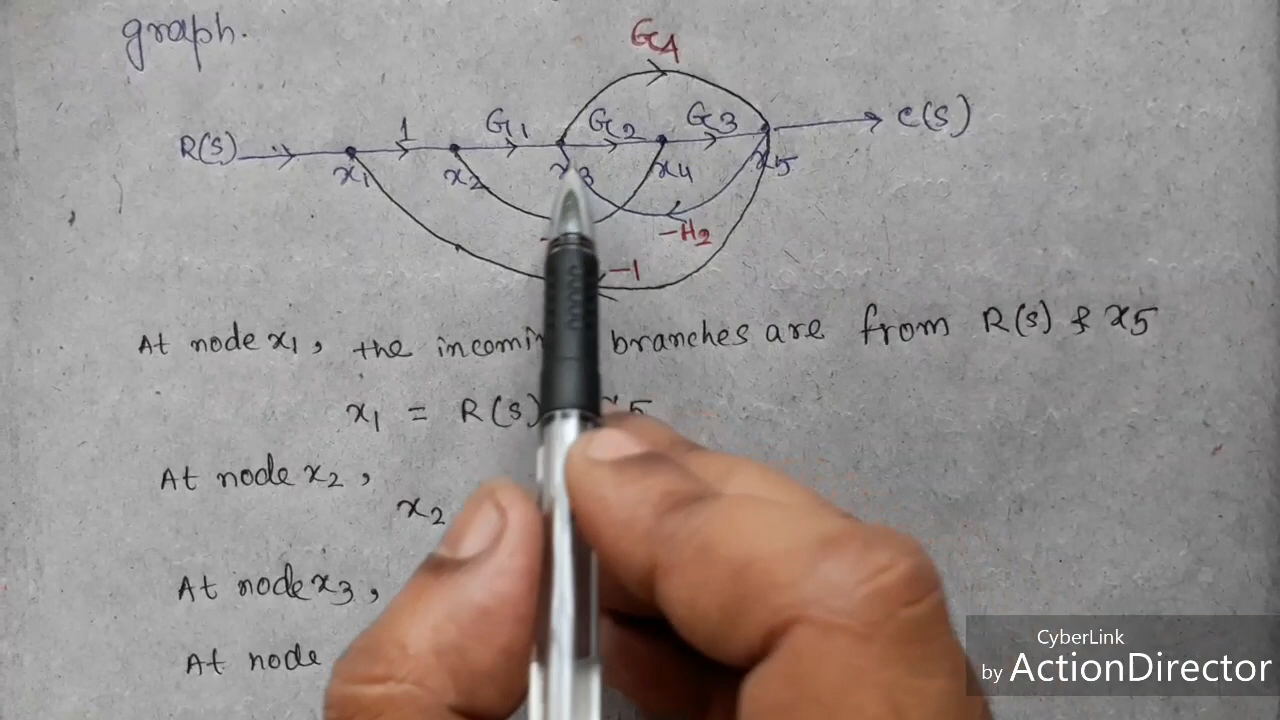 graph.
G4
R(s) 1 G1 G2 G3 C(s)
x1 x2 x3 x4 x5
-H2
-1
At node x1, the branches are from R(s) & x5
x1 = R(s)
At node x2,
x2
At node x3,
At node
CyberLink
by ActionDirector